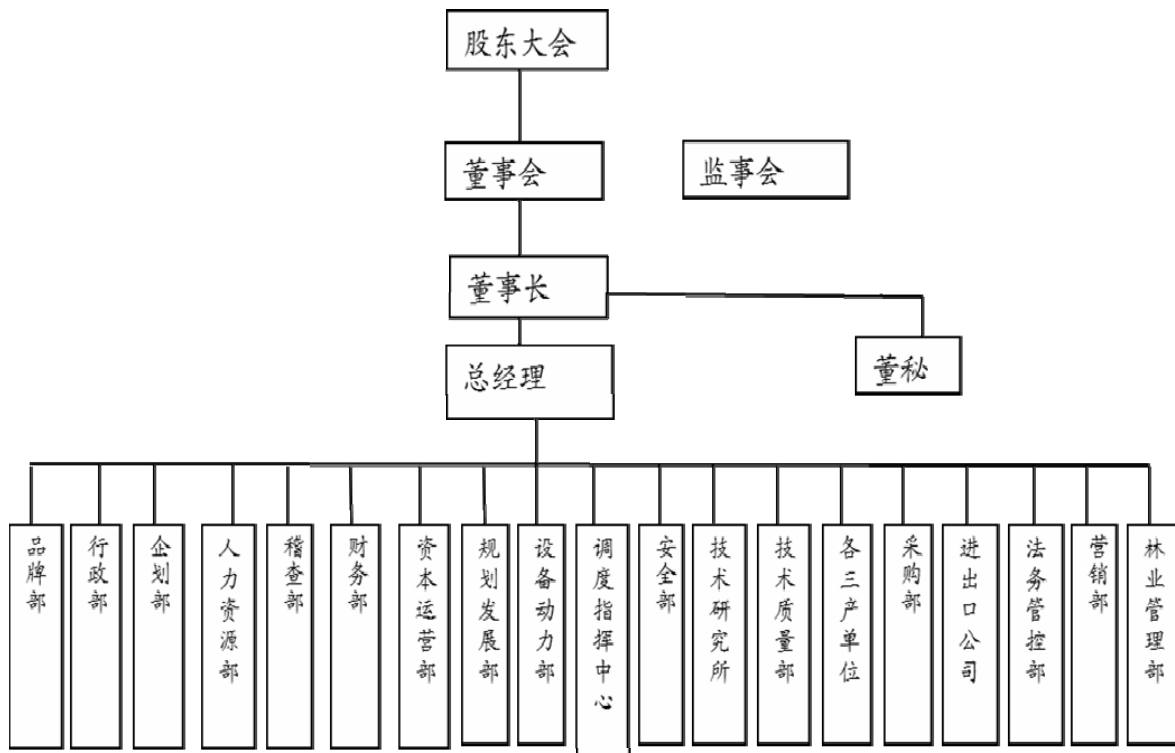 股东大会
董事会
监事会
董事长
总经理
董秘
品牌部
行政部
企划部
人力资源部
稽查部
财务部
资本运营部
规划发展部
设备动力部
调度指挥中心
安全部
技术研究所
技术质量部
各三产单位
采购部
进出口公司
法务管控部
营销部
林业管理部